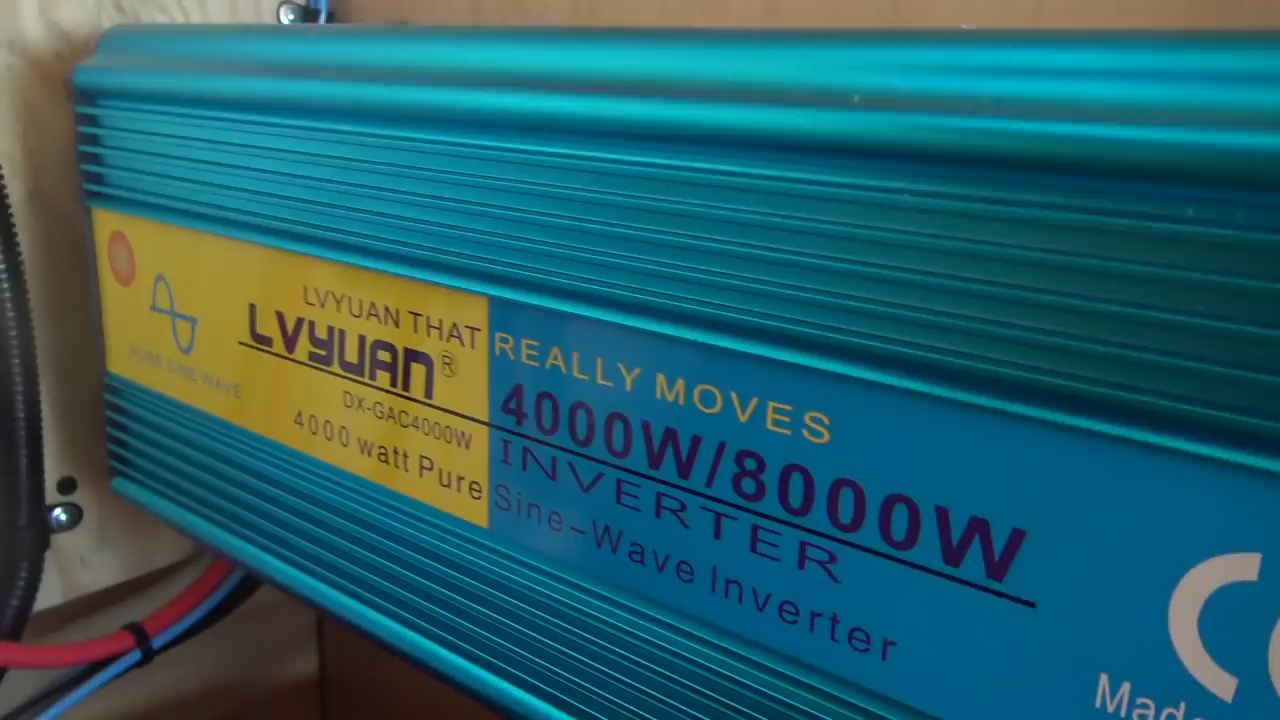 PURE SINE WAVE
LVYUAN THAT REALLY MOVES
LVYUAN®
DX-GAC4000W
4000W/8000W
INVERTER
4000 watt Pure Sine-Wave Inverter
CE
Made